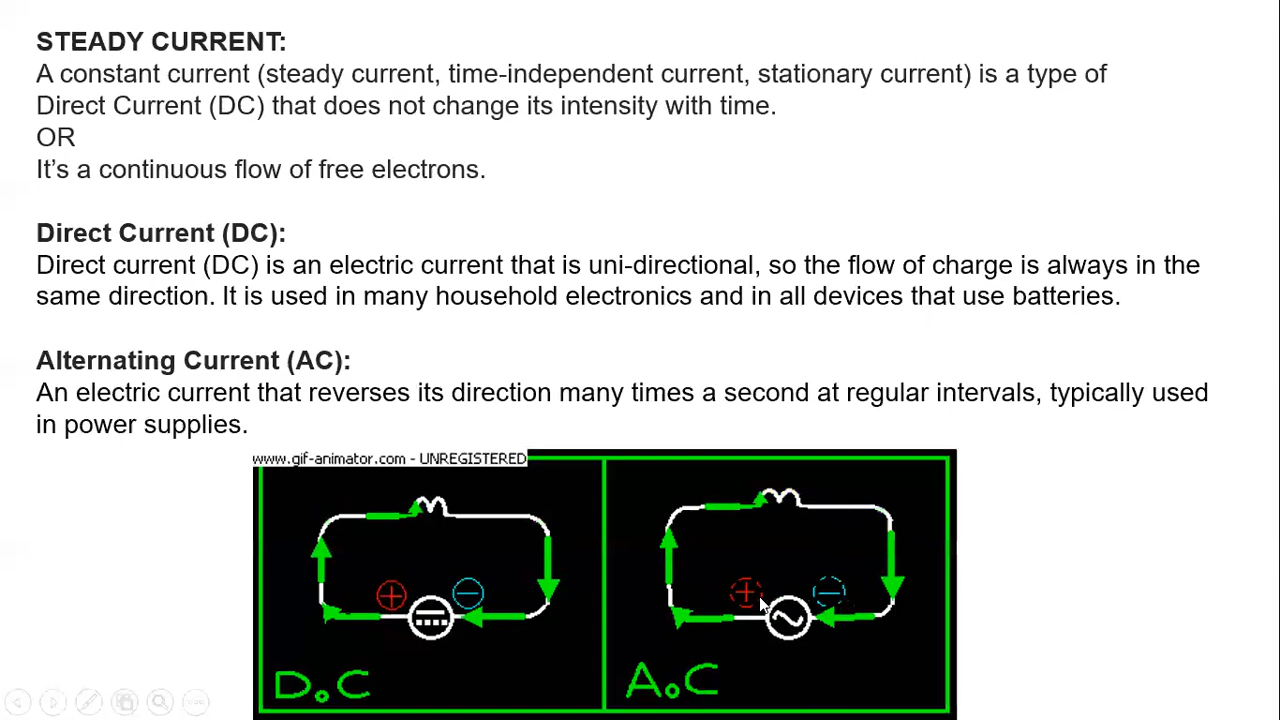 STEADY CURRENT:
A constant current (steady current, time-independent current, stationary current) is a type of
Direct Current (DC) that does not change its intensity with time.
OR
It’s a continuous flow of free electrons.
Direct Current (DC):
Direct current (DC) is an electric current that is uni-directional, so the flow of charge is always in the
same direction. It is used in many household electronics and in all devices that use batteries.
Alternating Current (AC):
An electric current that reverses its direction many times a second at regular intervals, typically used
in power supplies.
www.gif-animator.com - UNREGISTERED
D.C
A.C